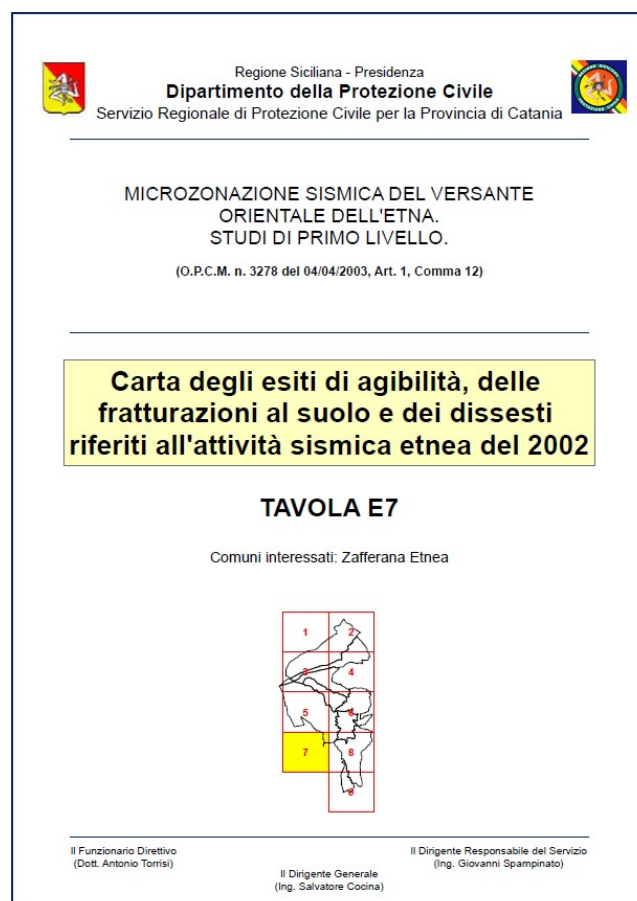 Regione Siciliana - Presidenza
Dipartimento della Protezione Civile
Servizio Regionale di Protezione Civile per la Provincia di Catania
MICROZONAZIONE SISMICA DEL VERSANTE
ORIENTALE DELL'ETNA.
STUDI DI PRIMO LIVELLO.
(O.P.C.M. n. 3278 del 04/04/2003, Art. 1, Comma 12)
Carta degli esiti di agibilità, delle
fratturazioni al suolo e dei dissesti
riferiti all'attività sismica etnea del 2002
TAVOLA E7
Comuni interessati: Zafferana Etnea
1 2
3 4
5 6
7 8
9
Il Funzionario Direttivo
(Dott. Antonio Torrisi)
Il Dirigente Responsabile del Servizio
(Ing. Giovanni Spampinato)
Il Dirigente Generale
(Ing. Salvatore Cocina)